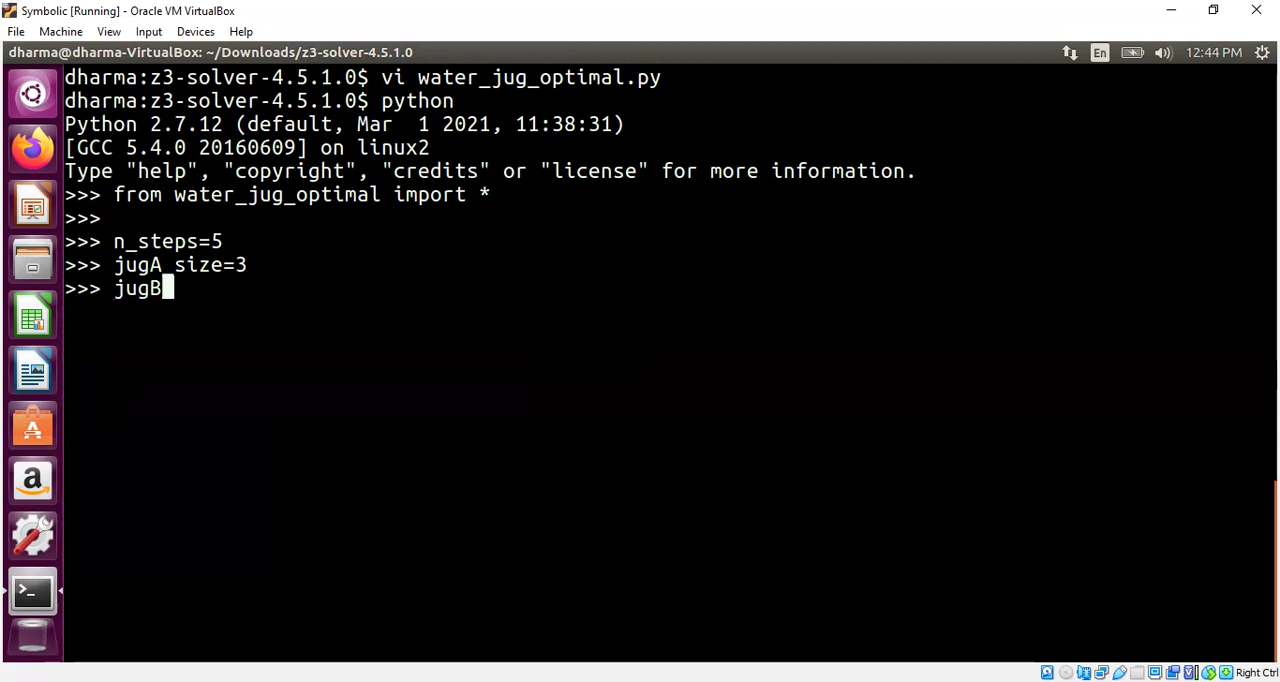 Symbolic [Running] - Oracle VM VirtualBox
File Machine View Input Devices Help
dharma@dharma-VirtualBox: ~/Downloads/z3-solver-4.5.1.0
En 12:44 PM
dharma:z3-solver-4.5.1.0$ vi water_jug_optimal.py
dharma:z3-solver-4.5.1.0$ python
Python 2.7.12 (default, Mar  1 2021, 11:38:31)
[GCC 5.4.0 20160609] on linux2
Type "help", "copyright", "credits" or "license" for more information.
>>> from water_jug_optimal import *
>>>
>>> n_steps=5
>>> jugA_size=3
>>> jugB
Right Ctrl